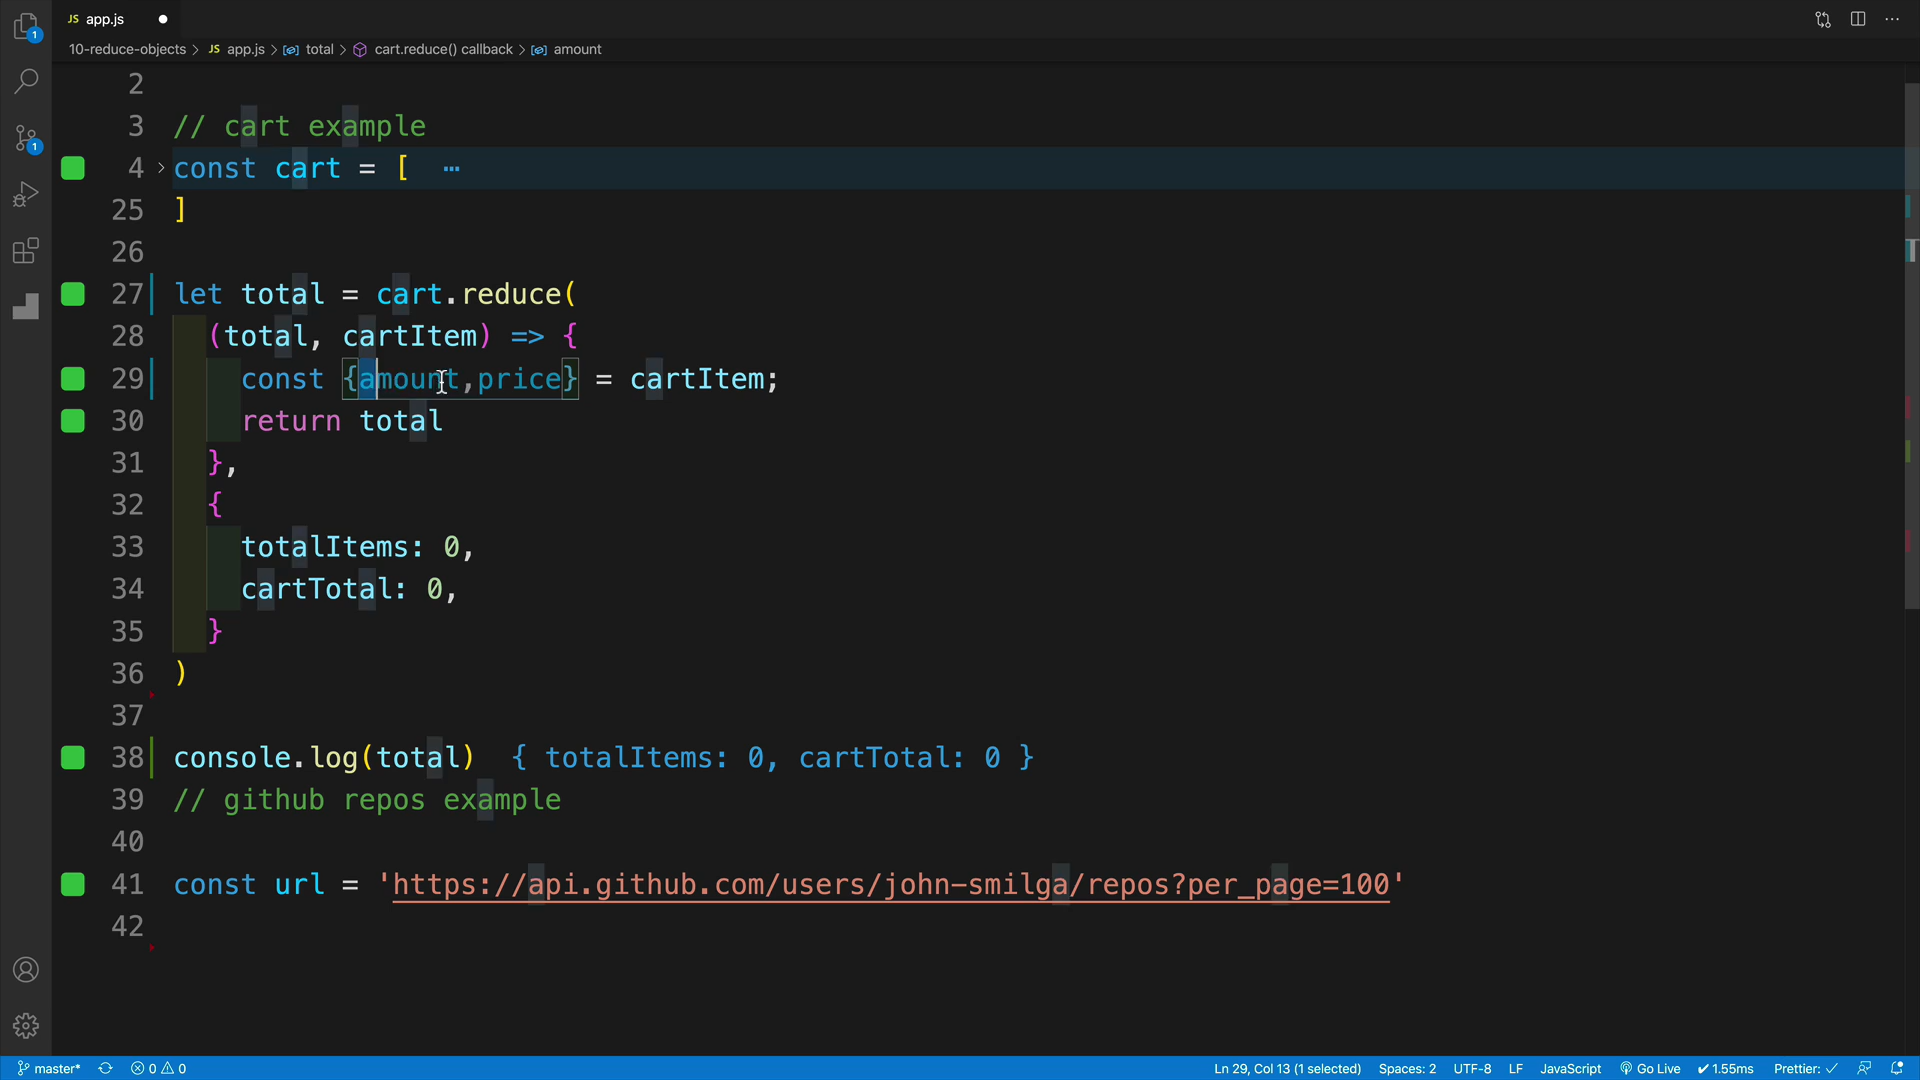 JS app.js
10-reduce-objects > JS app.js > total > cart.reduce() callback > amount
2
3 // cart example
4 const cart = [ ⋯
25 ]
26
27 let total = cart.reduce(
28 (total, cartItem) => {
29 const {amount,price} = cartItem;
30 return total
31 },
32 {
33 totalItems: 0,
34 cartTotal: 0,
35 }
36 )
37
38 console.log(total) { totalItems: 0, cartTotal: 0 }
39 // github repos example
40
41 const url = 'https://api.github.com/users/john-smilga/repos?per_page=100'
42
1
1
master* 0 0 Ln 29, Col 13 (1 selected) Spaces: 2 UTF-8 LF JavaScript Go Live ✓ 1.55ms Prettier: ✓